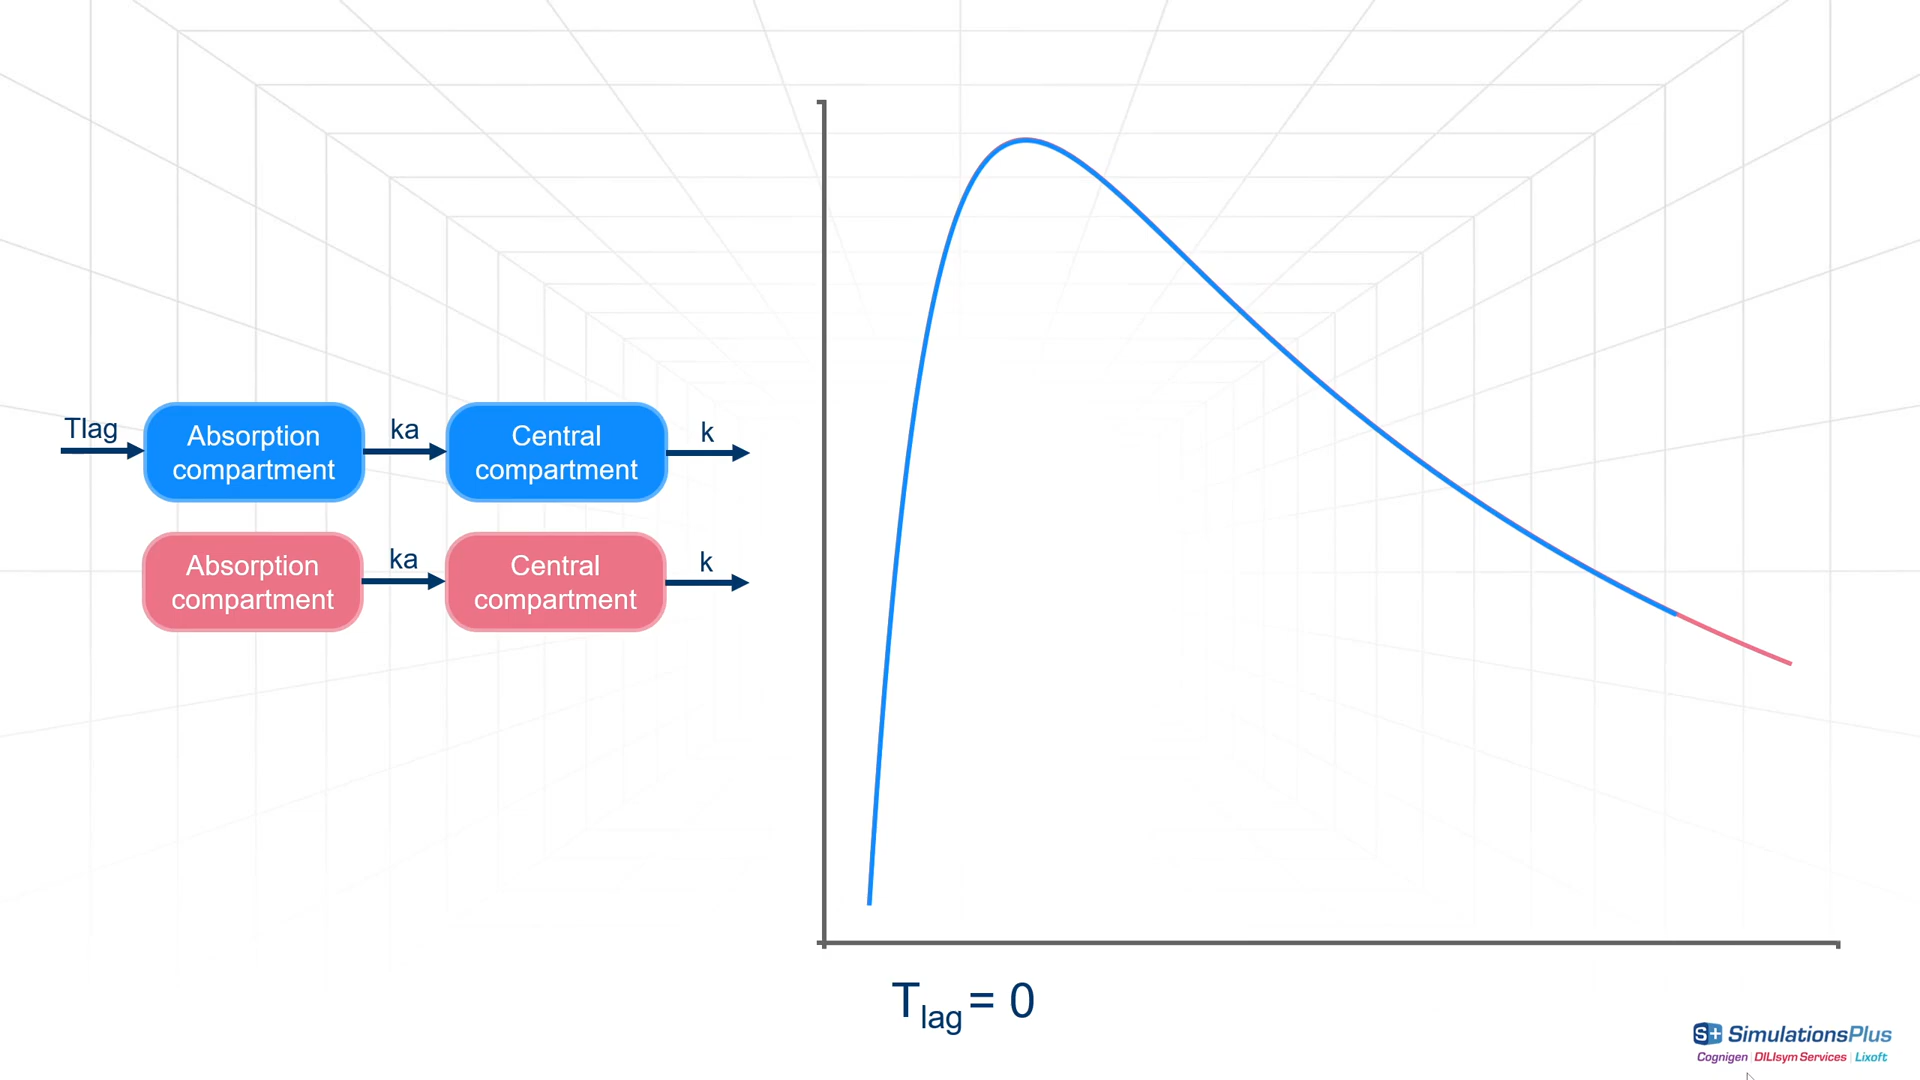 Tlag
Absorption
compartment
ka
Central
compartment
k
Absorption
compartment
ka
Central
compartment
k
Tlag = 0
S+ SimulationsPlus
Cognigen | DILIsym Services | Lixoft